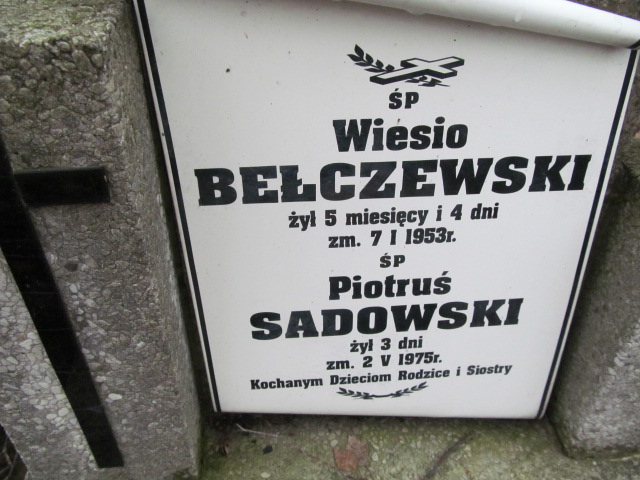 ŚP
Wiesio
BEŁCZEWSKI
żył 5 miesięcy i 4 dni
zm. 7 I 1953r.
ŚP
Piotruś
SADOWSKI
żył 3 dni
zm. 2 V 1975r.
Kochanym Dzieciom Rodzice i Siostry